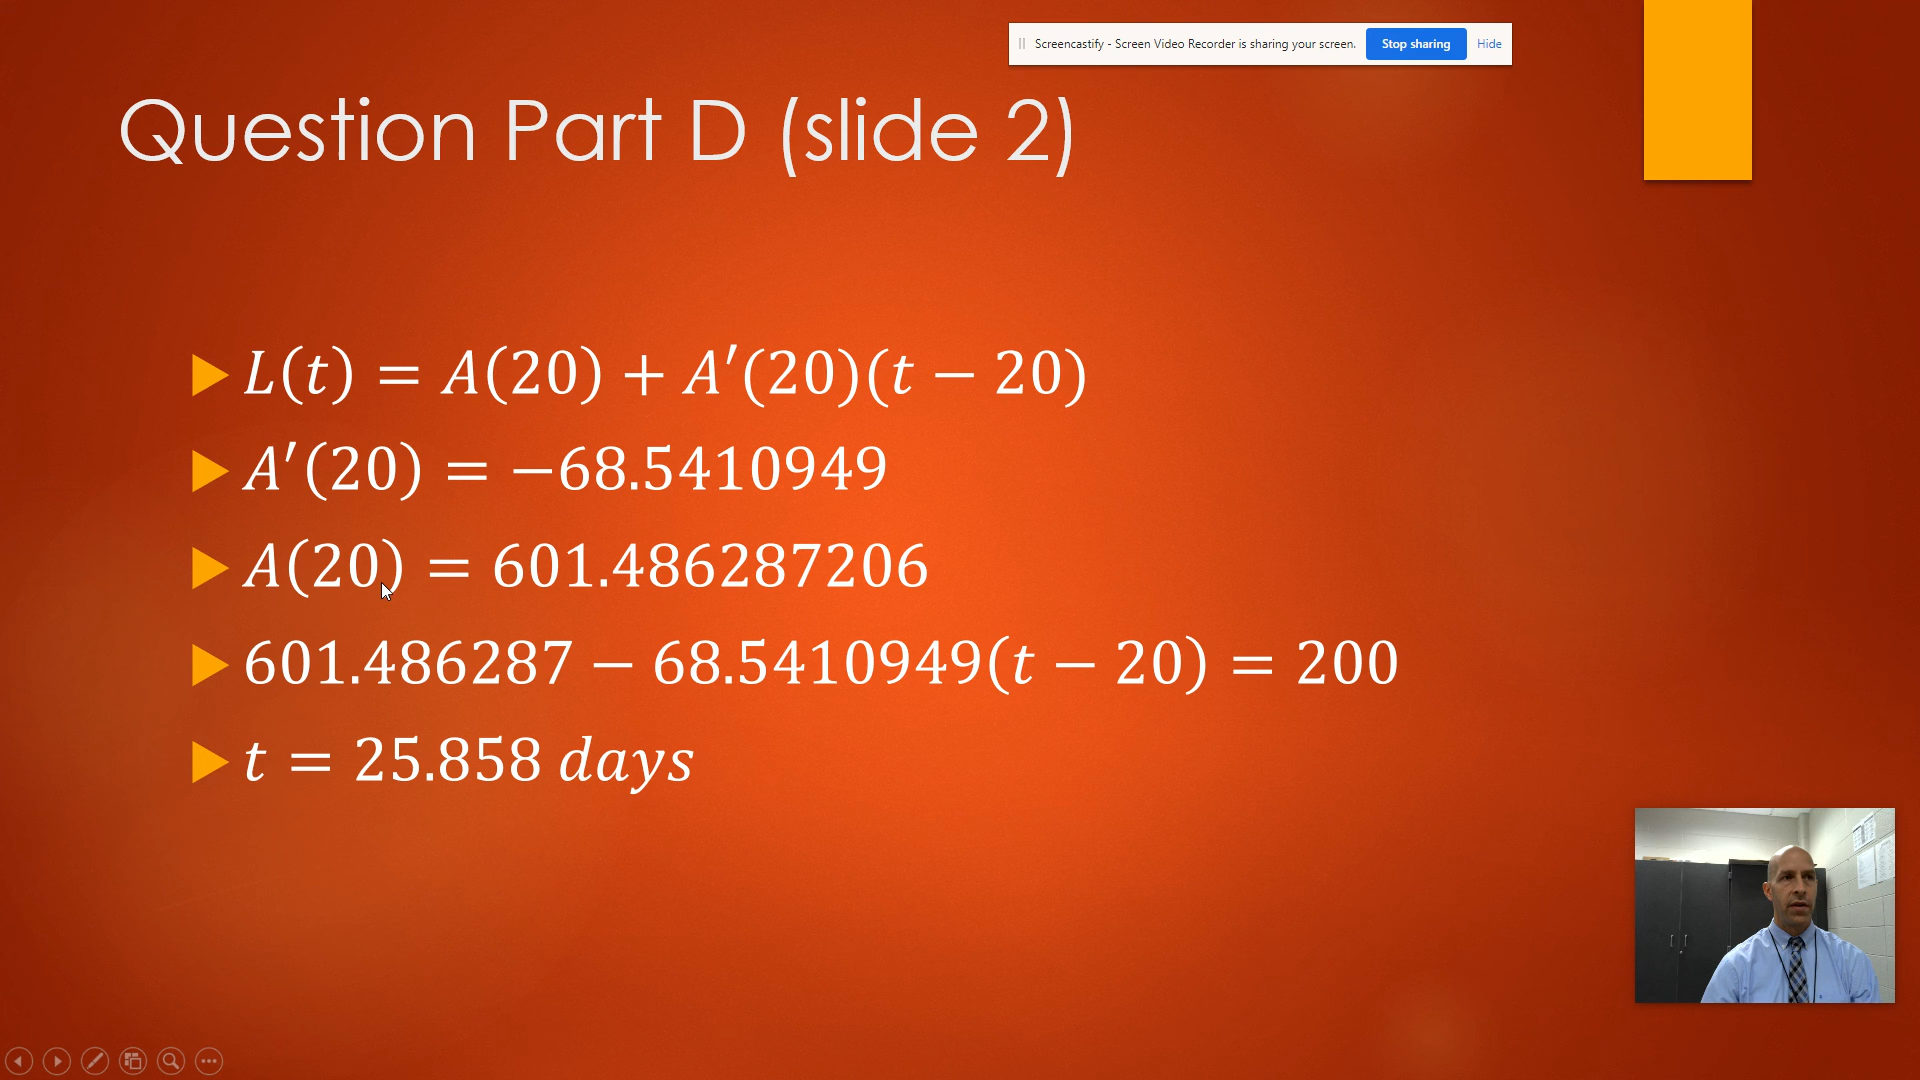 Screencastify - Screen Video Recorder is sharing your screen. Stop sharing Hide
Question Part D (slide 2)
L(t) = A(20) + A′(20)(t − 20)
A′(20) = −68.5410949
A(20) = 601.486287206
601.486287 − 68.5410949(t − 20) = 200
t = 25.858 days